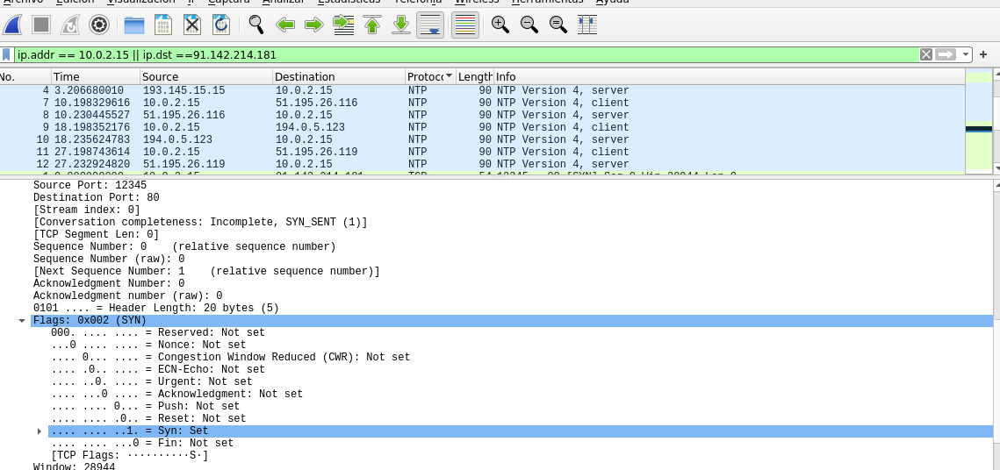 Archivo Edición Visualización Ir Captura Analizar Estadísticas Telefonía Wireless Herramientas Ayuda
ip.addr == 10.0.2.15 || ip.dst ==91.142.214.181
No. Time Source Destination Protoc Length Info
4 3.206680010 193.145.15.15 10.0.2.15 NTP 90 NTP Version 4, server
7 10.198329616 10.0.2.15 51.195.26.116 NTP 90 NTP Version 4, client
8 10.230445527 51.195.26.116 10.0.2.15 NTP 90 NTP Version 4, server
9 18.198352176 10.0.2.15 194.0.5.123 NTP 90 NTP Version 4, client
10 18.235624783 194.0.5.123 10.0.2.15 NTP 90 NTP Version 4, server
11 27.198743614 10.0.2.15 51.195.26.119 NTP 90 NTP Version 4, client
12 27.232924820 51.195.26.119 10.0.2.15 NTP 90 NTP Version 4, server
Source Port: 12345
Destination Port: 80
[Stream index: 0]
[Conversation completeness: Incomplete, SYN_SENT (1)]
[TCP Segment Len: 0]
Sequence Number: 0 (relative sequence number)
Sequence Number (raw): 0
[Next Sequence Number: 1 (relative sequence number)]
Acknowledgment Number: 0
Acknowledgment number (raw): 0
0101 .... = Header Length: 20 bytes (5)
Flags: 0x002 (SYN)
000. .... .... = Reserved: Not set
...0 .... .... = Nonce: Not set
.... 0... .... = Congestion Window Reduced (CWR): Not set
.... .0.. .... = ECN-Echo: Not set
.... ..0. .... = Urgent: Not set
.... ...0 .... = Acknowledgment: Not set
.... .... 0... = Push: Not set
.... .... .0.. = Reset: Not set
.... .... ..1. = Syn: Set
.... .... ...0 = Fin: Not set
[TCP Flags: ··········S·]
Window: 28944